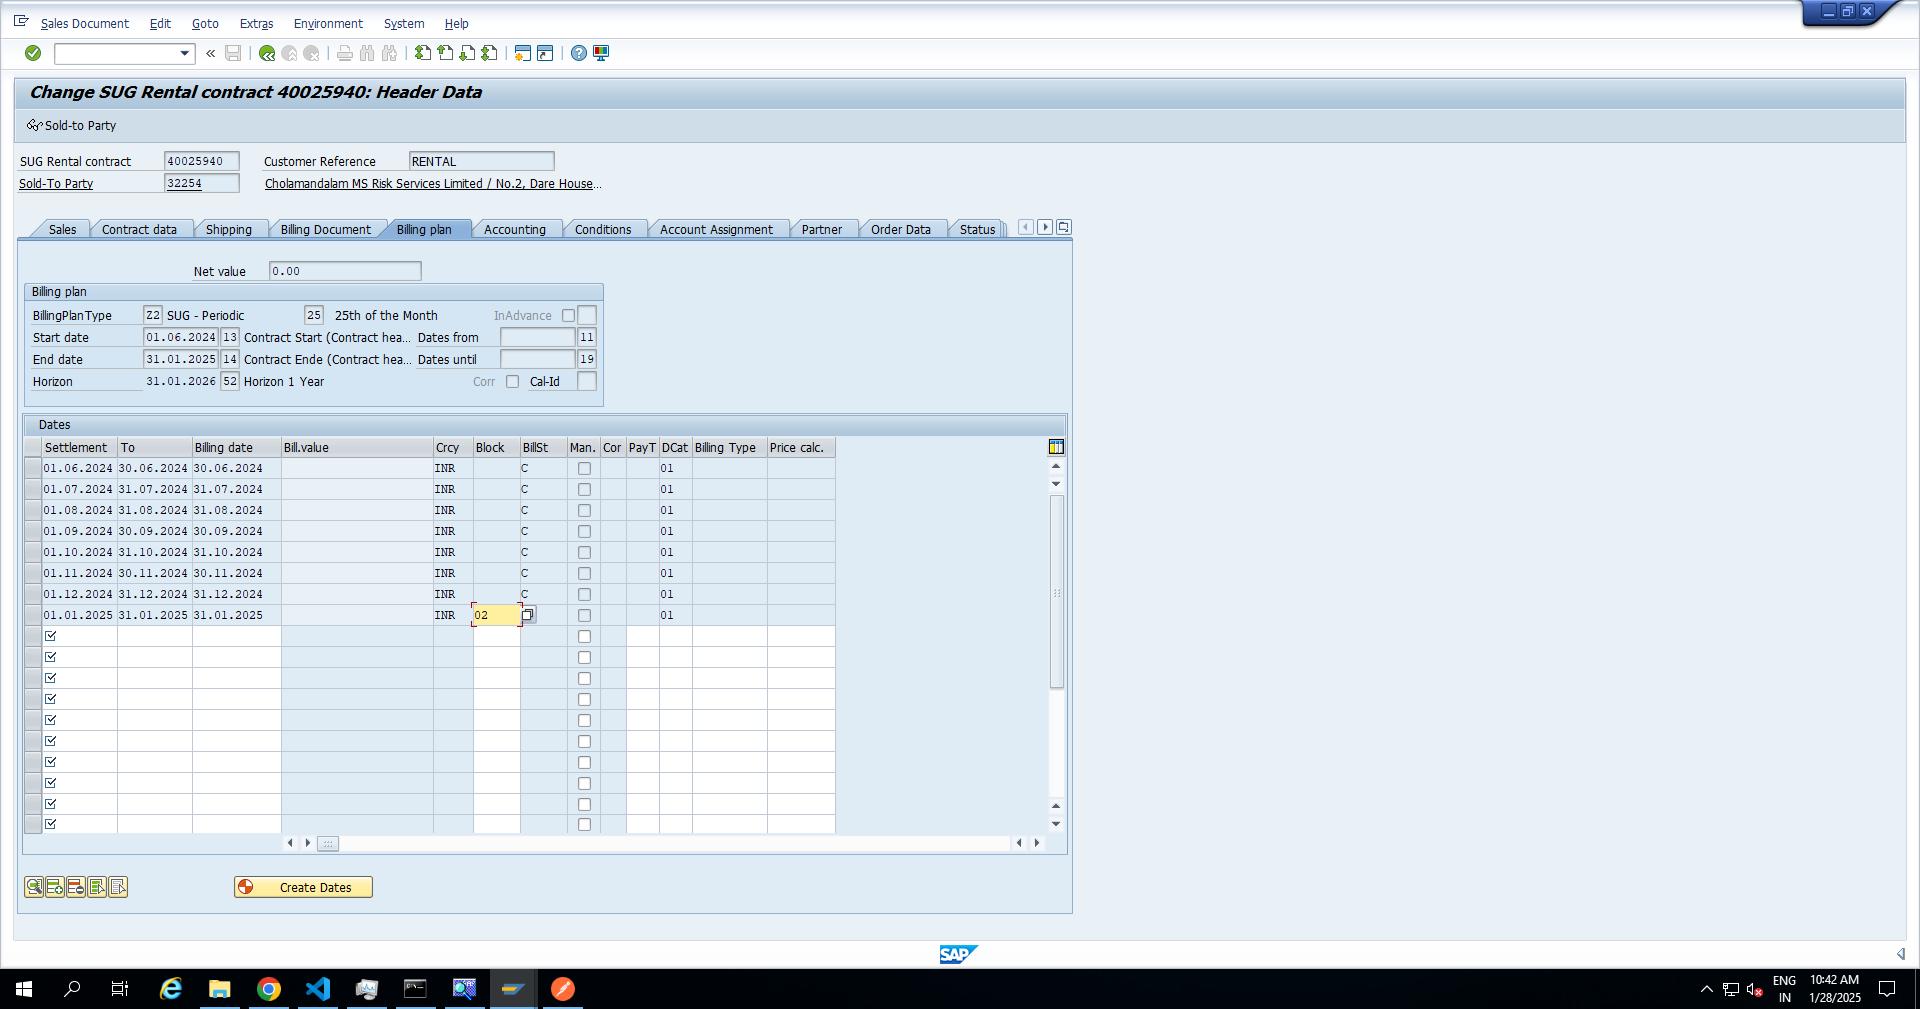 Sales Document Edit Goto Extras Environment System Help
Change SUG Rental contract 40025940: Header Data
Sold-to Party
SUG Rental contract 40025940 Customer Reference RENTAL
Sold-To Party 32254 Cholamandalam MS Risk Services Limited / No.2, Dare House...
Sales Contract data Shipping Billing Document Billing plan Accounting Conditions Account Assignment Partner Order Data Status
Net value 0.00
Billing plan
BillingPlanType Z2 SUG - Periodic 25 25th of the Month InAdvance
Start date 01.06.2024 13 Contract Start (Contract hea... Dates from 11
End date 31.01.2025 14 Contract Ende (Contract hea... Dates until 19
Horizon 31.01.2026 52 Horizon 1 Year Corr Cal-Id
Dates
Settlement To Billing date Bill.value Crcy Block BillSt Man. Cor PayT DCat Billing Type Price calc.
01.06.2024 30.06.2024 30.06.2024 INR C 01
01.07.2024 31.07.2024 31.07.2024 INR C 01
01.08.2024 31.08.2024 31.08.2024 INR C 01
01.09.2024 30.09.2024 30.09.2024 INR C 01
01.10.2024 31.10.2024 31.10.2024 INR C 01
01.11.2024 30.11.2024 30.11.2024 INR C 01
01.12.2024 31.12.2024 31.12.2024 INR C 01
01.01.2025 31.01.2025 31.01.2025 INR 02 01
Create Dates
SAP
ENG 10:42 AM
IN 1/28/2025